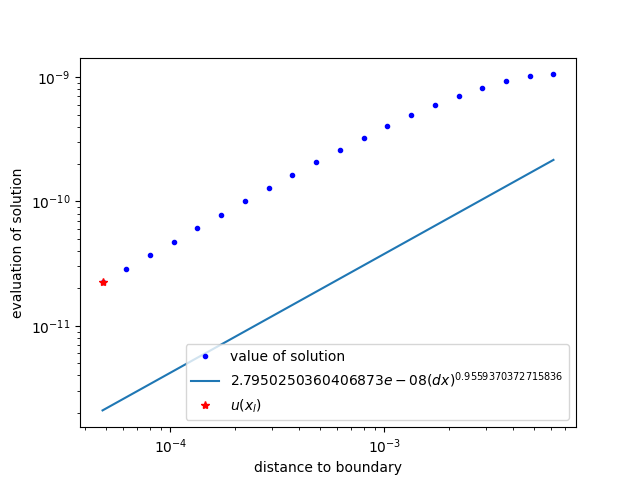 evaluation of solution
10⁻⁹
10⁻¹⁰
10⁻¹¹
value of solution
2.7950250360406873e − 08(dx)^0.9559370372715836
u(x_l)
10⁻⁴
10⁻³
distance to boundary